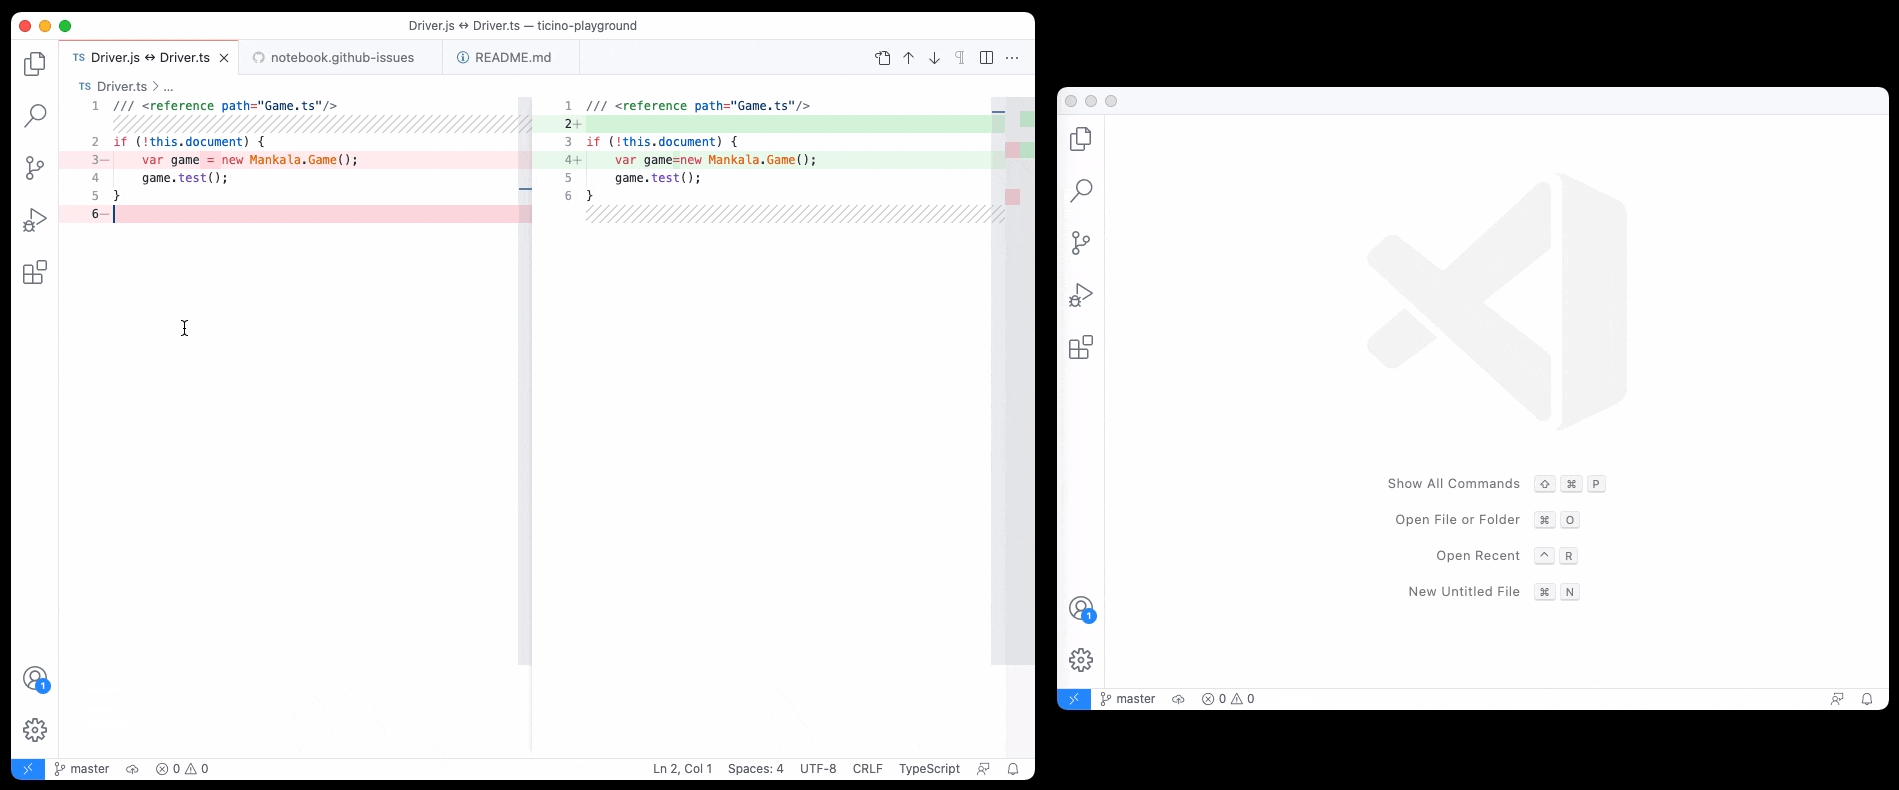 Driver.js ↔ Driver.ts — ticino-playground
TS Driver.js ↔ Driver.ts
notebook.github-issues
README.md
TS Driver.ts > ...
1 /// <reference path="Game.ts"/>
2 if (!this.document) {
3— var game = new Mankala.Game();
4 game.test();
5 }
6—
1 /// <reference path="Game.ts"/>
2+
3 if (!this.document) {
4+ var game=new Mankala.Game();
5 game.test();
6 }
1
master
0 0
Ln 2, Col 1
Spaces: 4
UTF-8
CRLF
TypeScript
Show All Commands ⇧ ⌘ P
Open File or Folder ⌘ O
Open Recent ^ R
New Untitled File ⌘ N
1
master
0 0